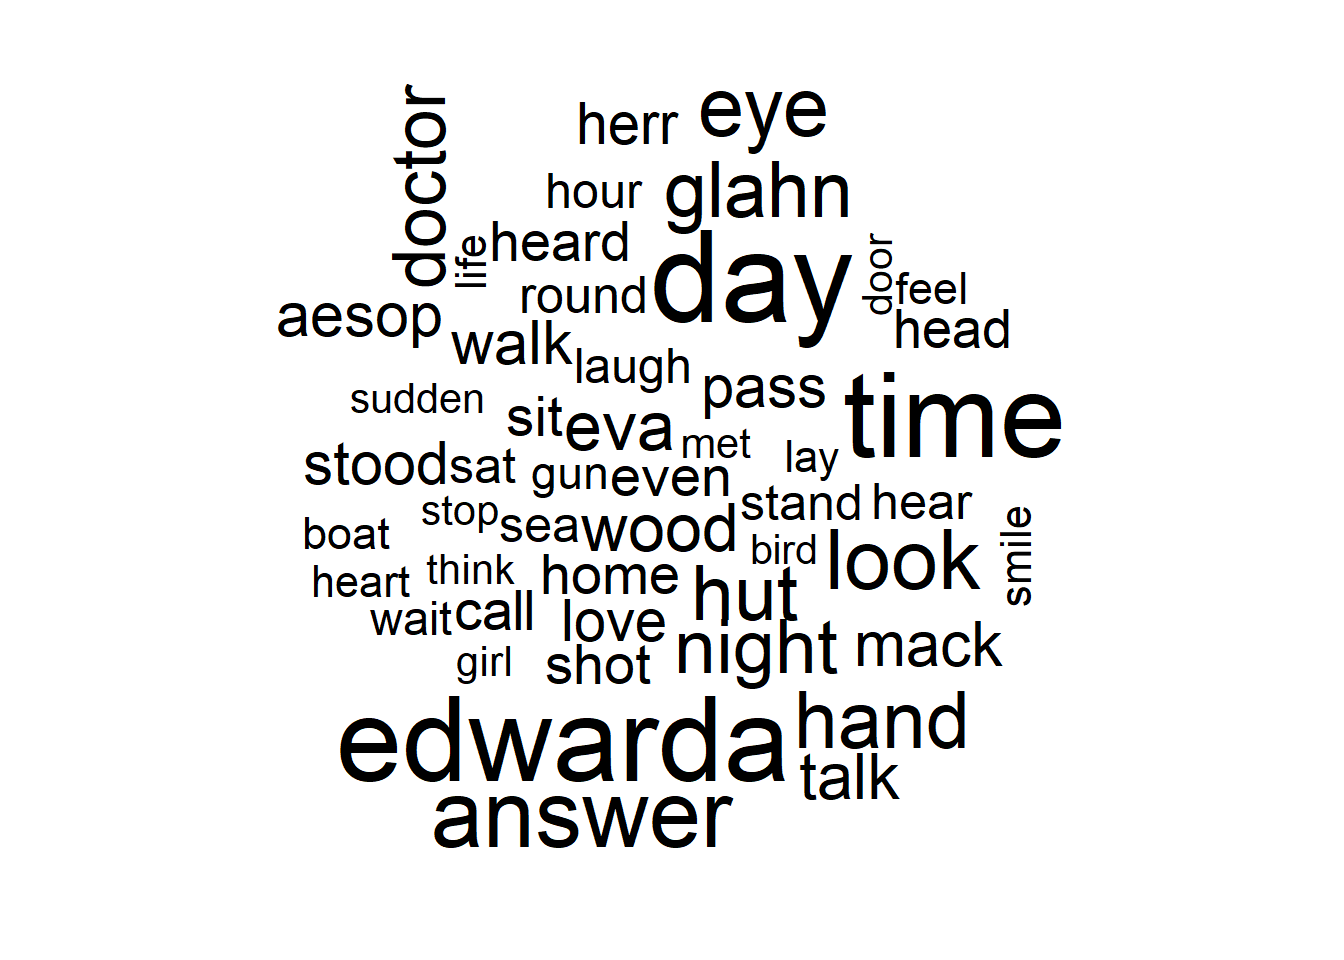 doctor
herr
eye
hour
glahn
life
heard
day
door
feel
aesop
round
head
walk
laugh
pass
time
sudden
sit
eva
met
lay
stood
sat
gun
even
stand
hear
boat
stop
sea
wood
bird
look
smile
heart
think
home
hut
wait
call
love
night
mack
girl
shot
edwarda
hand
talk
answer